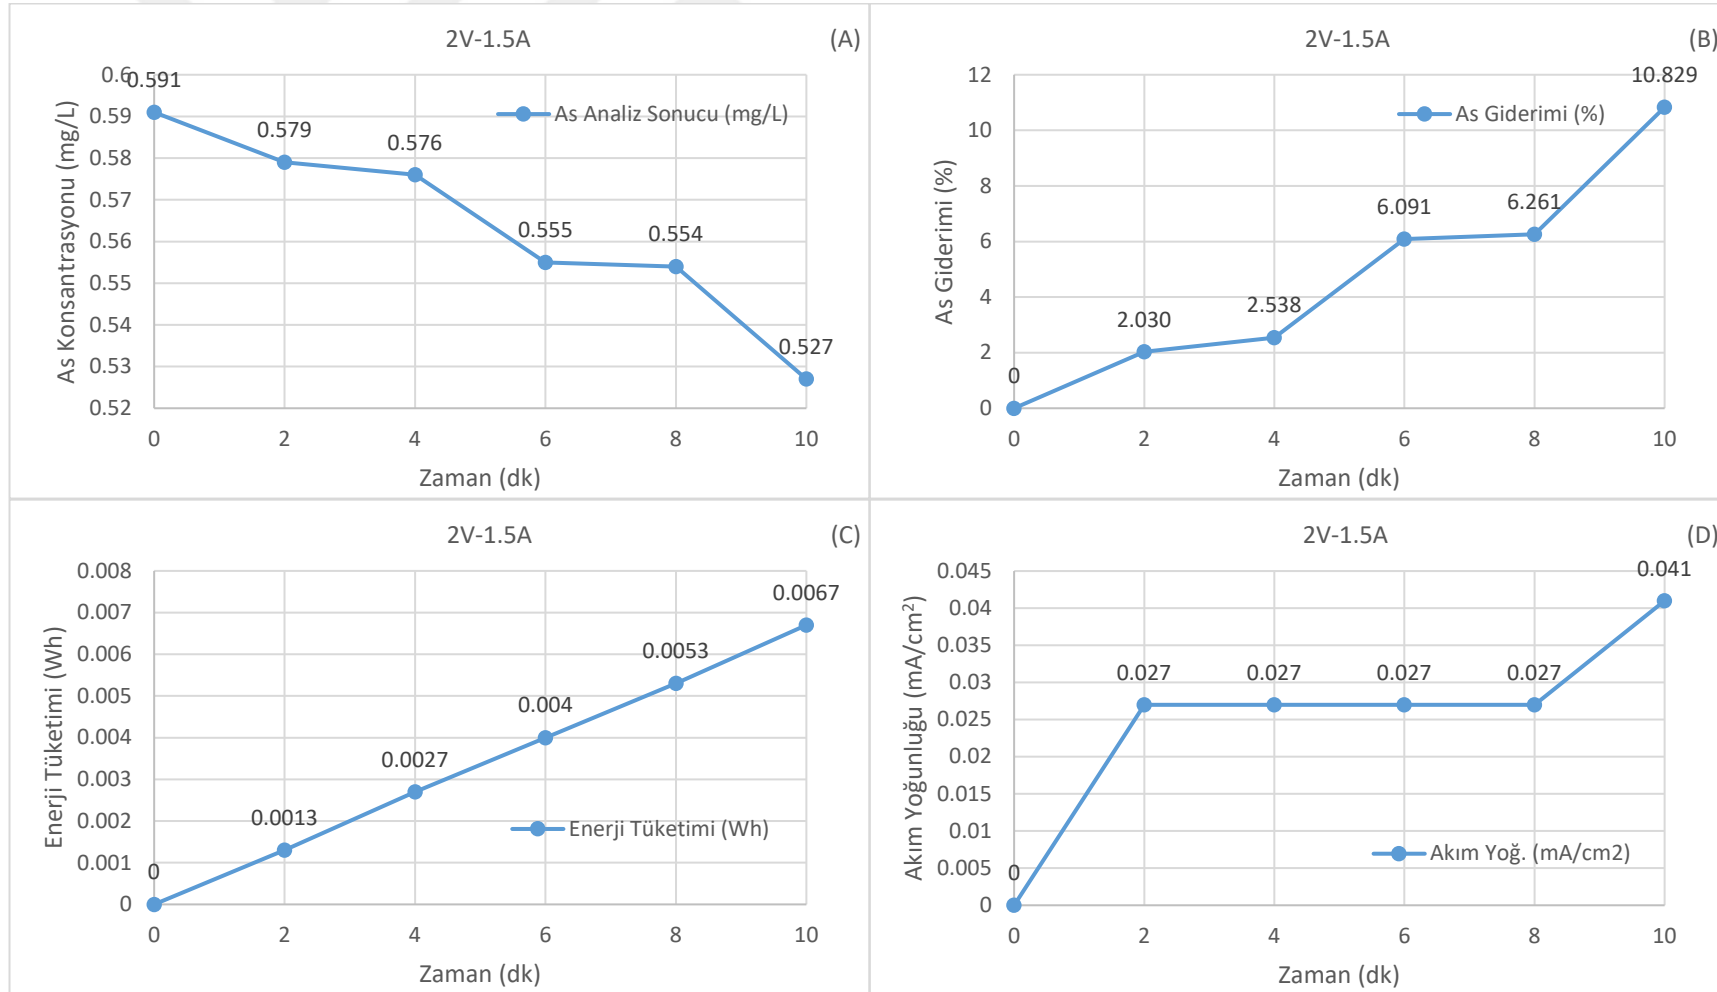 2V-1.5A
(A)
As Konsantrasyonu (mg/L)
0.6
0.59
0.58
0.57
0.56
0.55
0.54
0.53
0.52
0.591
0.579
0.576
0.555
0.554
0.527
As Analiz Sonucu (mg/L)
0 2 4 6 8 10
Zaman (dk)
2V-1.5A
(B)
As Giderimi (%)
12
10
8
6
4
2
0
0
2.030
2.538
6.091
6.261
10.829
As Giderimi (%)
0 2 4 6 8 10
Zaman (dk)
2V-1.5A
(C)
Enerji Tüketimi (Wh)
0.008
0.007
0.006
0.005
0.004
0.003
0.002
0.001
0
0
0.0013
0.0027
0.004
0.0053
0.0067
Enerji Tüketimi (Wh)
0 2 4 6 8 10
Zaman (dk)
2V-1.5A
(D)
Akım Yoğunluğu (mA/cm²)
0.045
0.04
0.035
0.03
0.025
0.02
0.015
0.01
0.005
0
0
0.027
0.027
0.027
0.027
0.041
Akım Yoğ. (mA/cm2)
0 2 4 6 8 10
Zaman (dk)